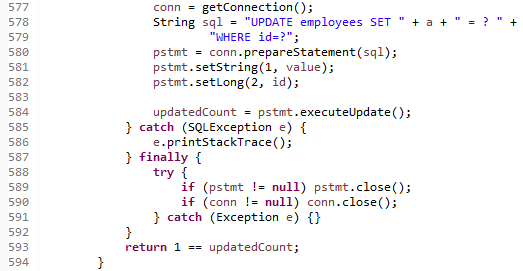 577 conn = getConnection();
578 String sql = "UPDATE employees SET " + a + " = ? " +
579 "WHERE id=?";
580 pstmt = conn.prepareStatement(sql);
581 pstmt.setString(1, value);
582 pstmt.setLong(2, id);
583
584 updatedCount = pstmt.executeUpdate();
585 } catch (SQLException e) {
586 e.printStackTrace();
587 } finally {
588 try {
589 if (pstmt != null) pstmt.close();
590 if (conn != null) conn.close();
591 } catch (Exception e) {}
592 }
593 return 1 == updatedCount;
594 }